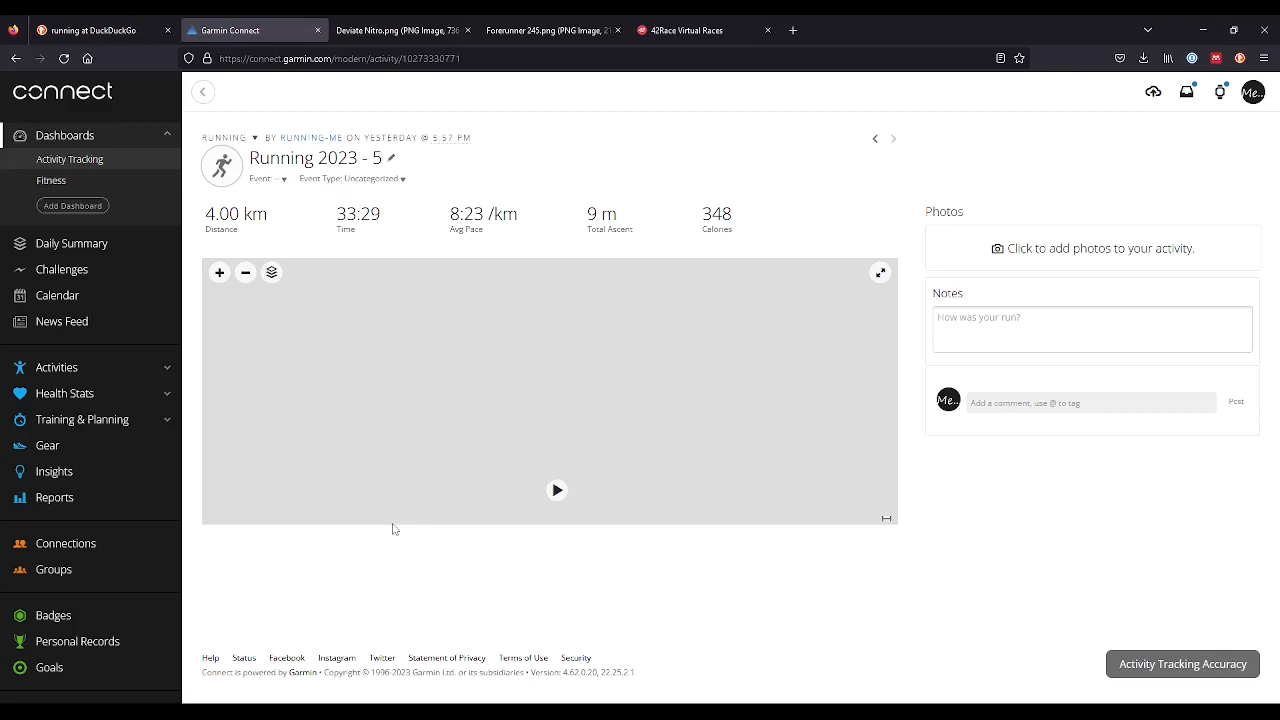 running at DuckDuckGo
Garmin Connect
Deviate Nitro.png (PNG Image, 736
Forerunner 245.png (PNG Image, 21
42Race Virtual Races
https://connect.garmin.com/modern/activity/10273330771
connect
Me..
RUNNING BY RUNNING-ME ON YESTERDAY @ 5:57 PM
Running 2023 - 5
Event: --
Event Type: Uncategorized
4.00 km
33:29
8:23 /km
9 m
348
Distance
Time
Avg Pace
Total Ascent
Calories
Dashboards
Activity Tracking
Fitness
Add Dashboard
Daily Summary
Challenges
31
Calendar
News Feed
Activities
Health Stats
Training & Planning
Gear
Insights
Reports
Connections
Groups
Badges
Personal Records
Goals
Photos
Click to add photos to your activity.
Notes
How was your run?
Me..
Add a comment, use @ to tag
Post
Help Status Facebook Instagram Twitter Statement of Privacy Terms of Use Security
Connect is powered by Garmin • Copyright © 1996-2023 Garmin Ltd. or its subsidiaries • Version: 4.62.0.20, 22.25.2.1
Activity Tracking Accuracy